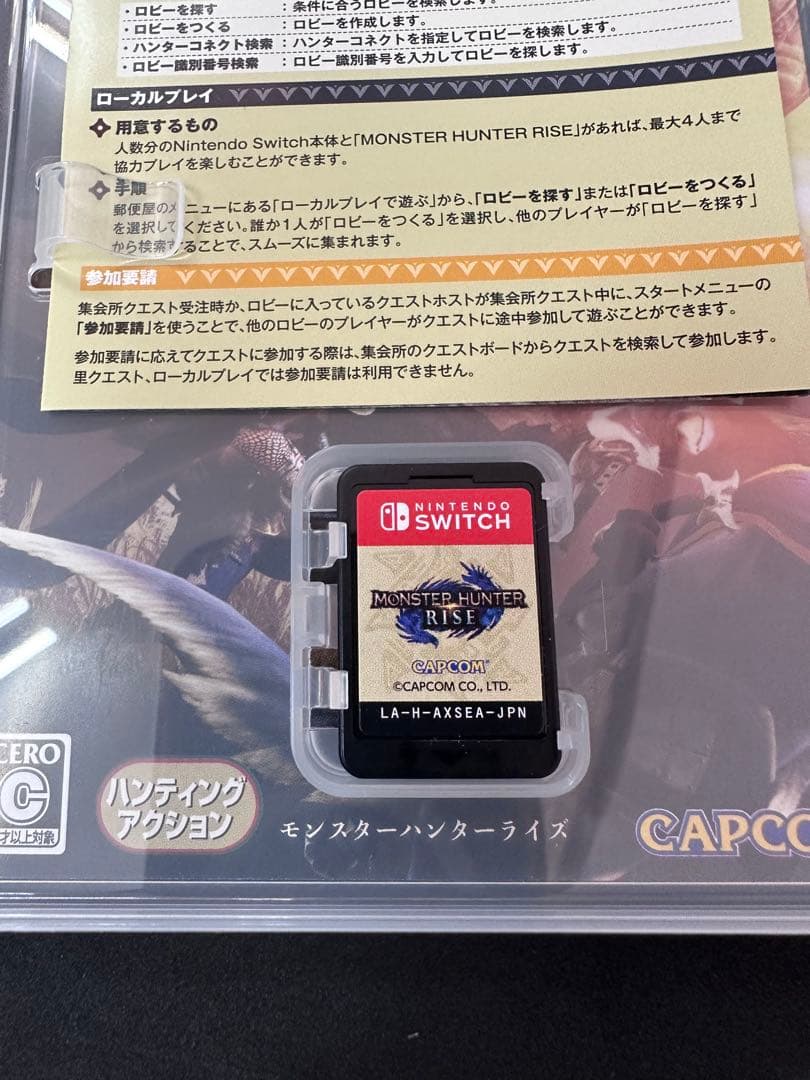 ・ロビーを探す ：条件に合うロビーを検索します。
・ロビーをつくる ：ロビーを作成します。
・ハンターコネクト検索 ：ハンターコネクトを指定してロビーを検索します。
・ロビー識別番号検索 ：ロビー識別番号を入力してロビーを探します。
ローカルプレイ
用意するもの
人数分のNintendo Switch本体と「MONSTER HUNTER RISE」があれば、最大4人まで
協力プレイを楽しむことができます。
手順
郵便屋のメニューにある「ローカルプレイで遊ぶ」から、「ロビーを探す」または「ロビーをつくる」
を選択してください。誰か1人が「ロビーをつくる」を選択し、他のプレイヤーが「ロビーを探す」
から検索することで、スムーズに集まれます。
参加要請
集会所クエスト受注時か、ロビーに入っているクエストホストが集会所クエスト中に、スタートメニューの
「参加要請」を使うことで、他のロビーのプレイヤーがクエストに途中参加して遊ぶことができます。
参加要請に応えてクエストに参加する際は、集会所のクエストボードからクエストを検索して参加します。
里クエスト、ローカルプレイでは参加要請は利用できません。
NINTENDO
SWITCH
MONSTER HUNTER
RISE
CAPCOM
©CAPCOM CO., LTD.
LA-H-AXSEA-JPN
CERO
C
才以上対象
ハンティング
アクション
モンスターハンターライズ
CAPCO